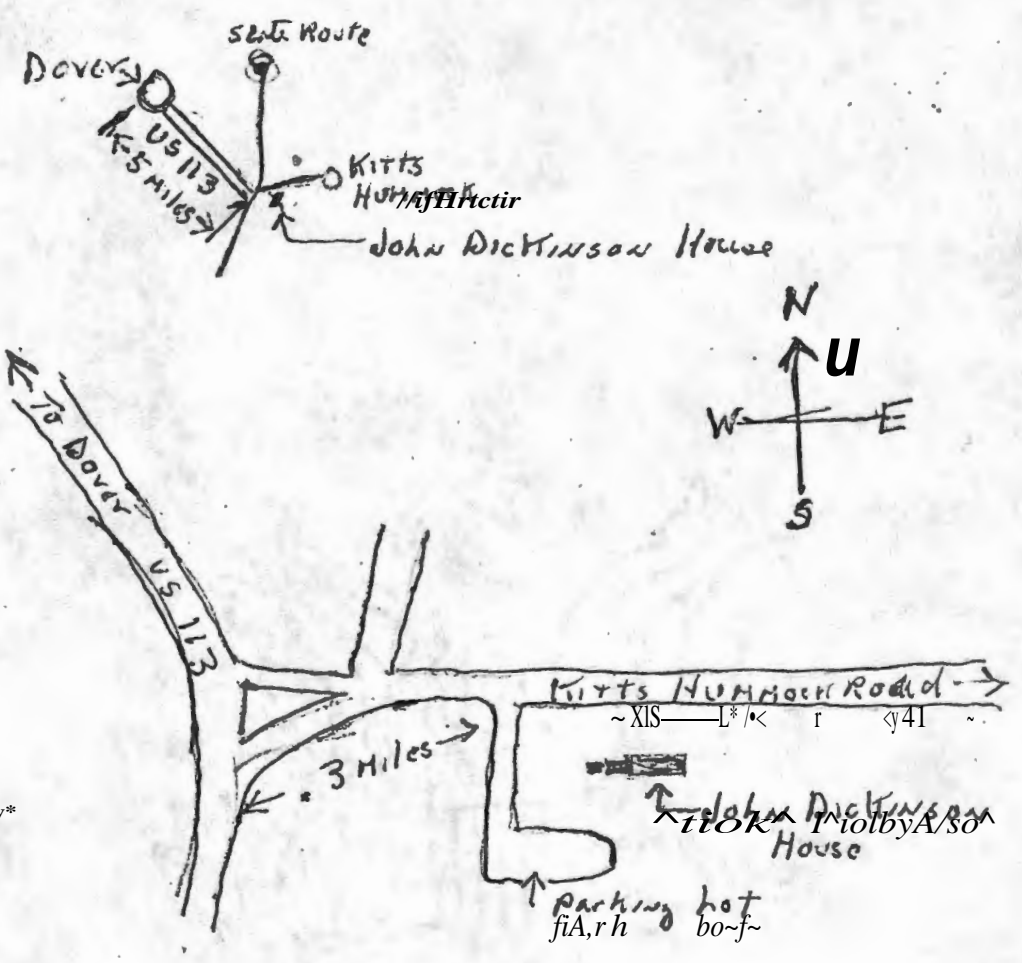 State Route
Dover
US 113
5 Miles
Kitts
Hummock
John Dickinson House
N
W E
S
To Dover US 113
Kitts Hummock Road
.3 Miles
John Dickinson
House
Parking Lot